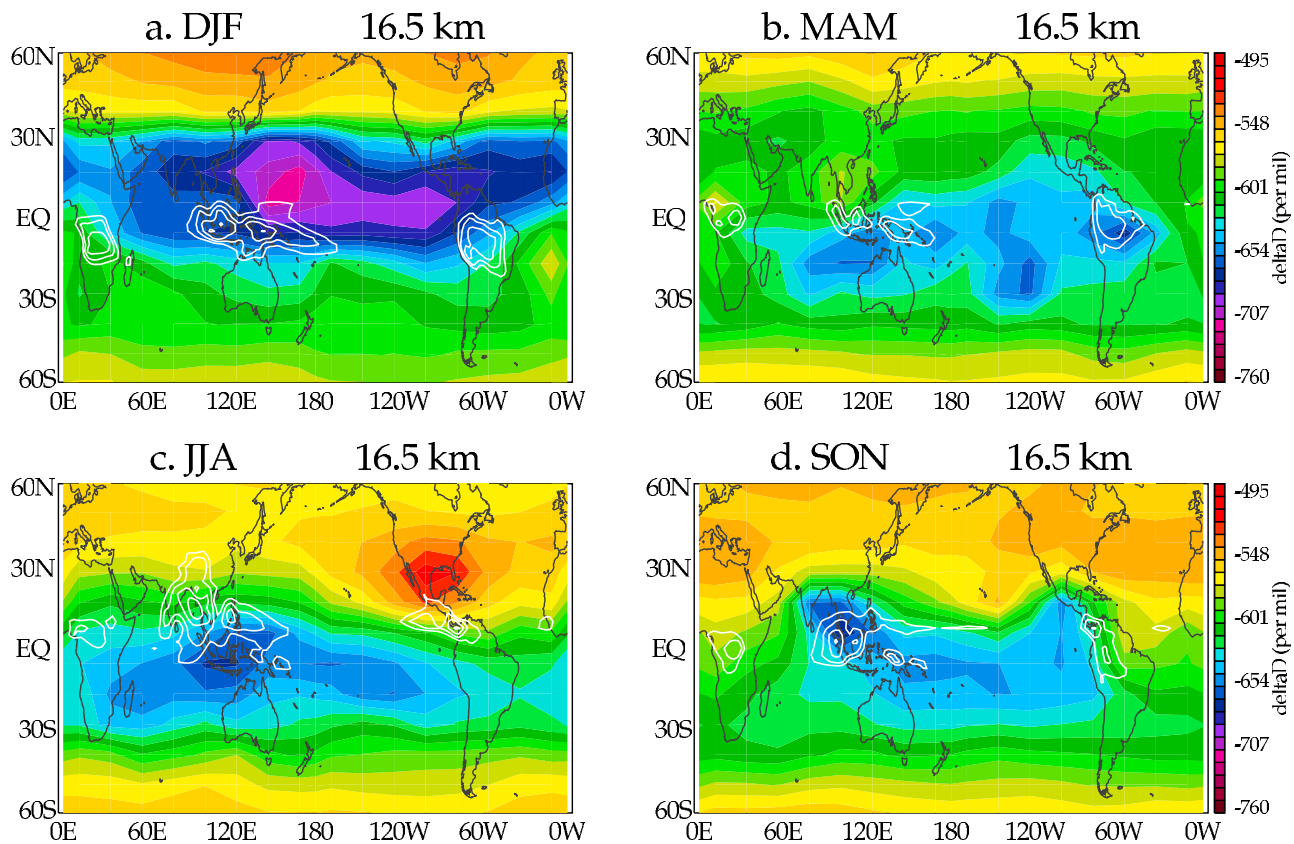 a. DJF 16.5 km
60N
30N
EQ
30S
60S
0E 60E 120E 180 120W 60W 0W
b. MAM 16.5 km
60N
30N
EQ
30S
60S
0E 60E 120E 180 120W 60W 0W
-495
-548
-601
-654
-707
-760
deltaD (per mil)
c. JJA 16.5 km
60N
30N
EQ
30S
60S
0E 60E 120E 180 120W 60W 0W
d. SON 16.5 km
60N
30N
EQ
30S
60S
0E 60E 120E 180 120W 60W 0W
-495
-548
-601
-654
-707
-760
deltaD (per mil)